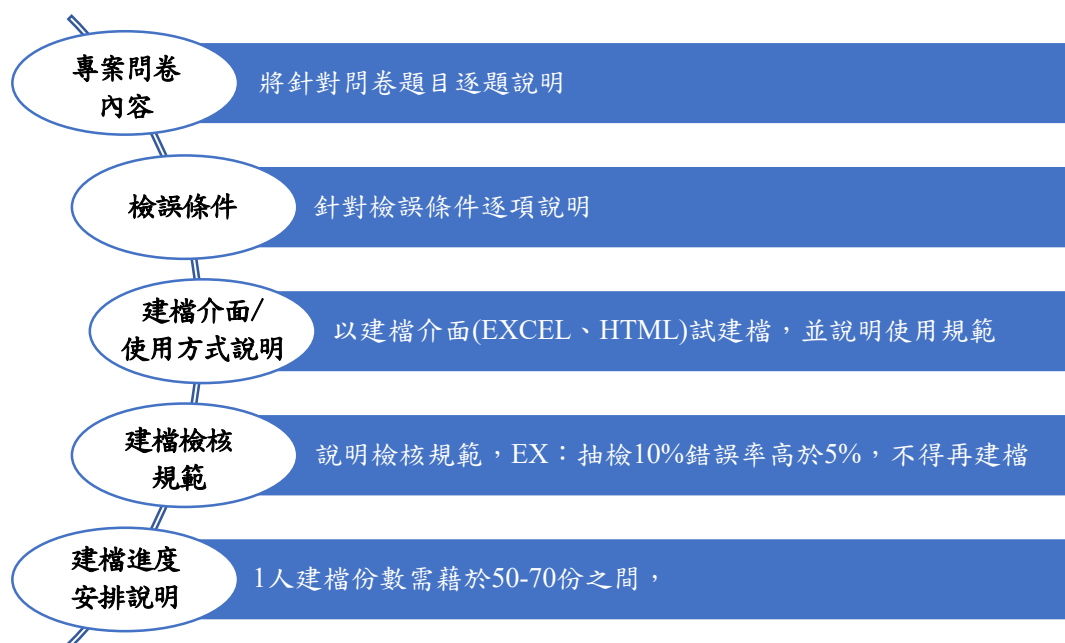 專案問卷
內容
將針對問卷題目逐題說明
檢誤條件
針對檢誤條件逐項說明
建檔介面/
使用方式說明
以建檔介面(EXCEL、HTML)試建檔，並說明使用規範
建檔檢核
規範
說明檢核規範，EX：抽檢10%錯誤率高於5%，不得再建檔
建檔進度
安排說明
1人建檔份數需藉於50-70份之間，